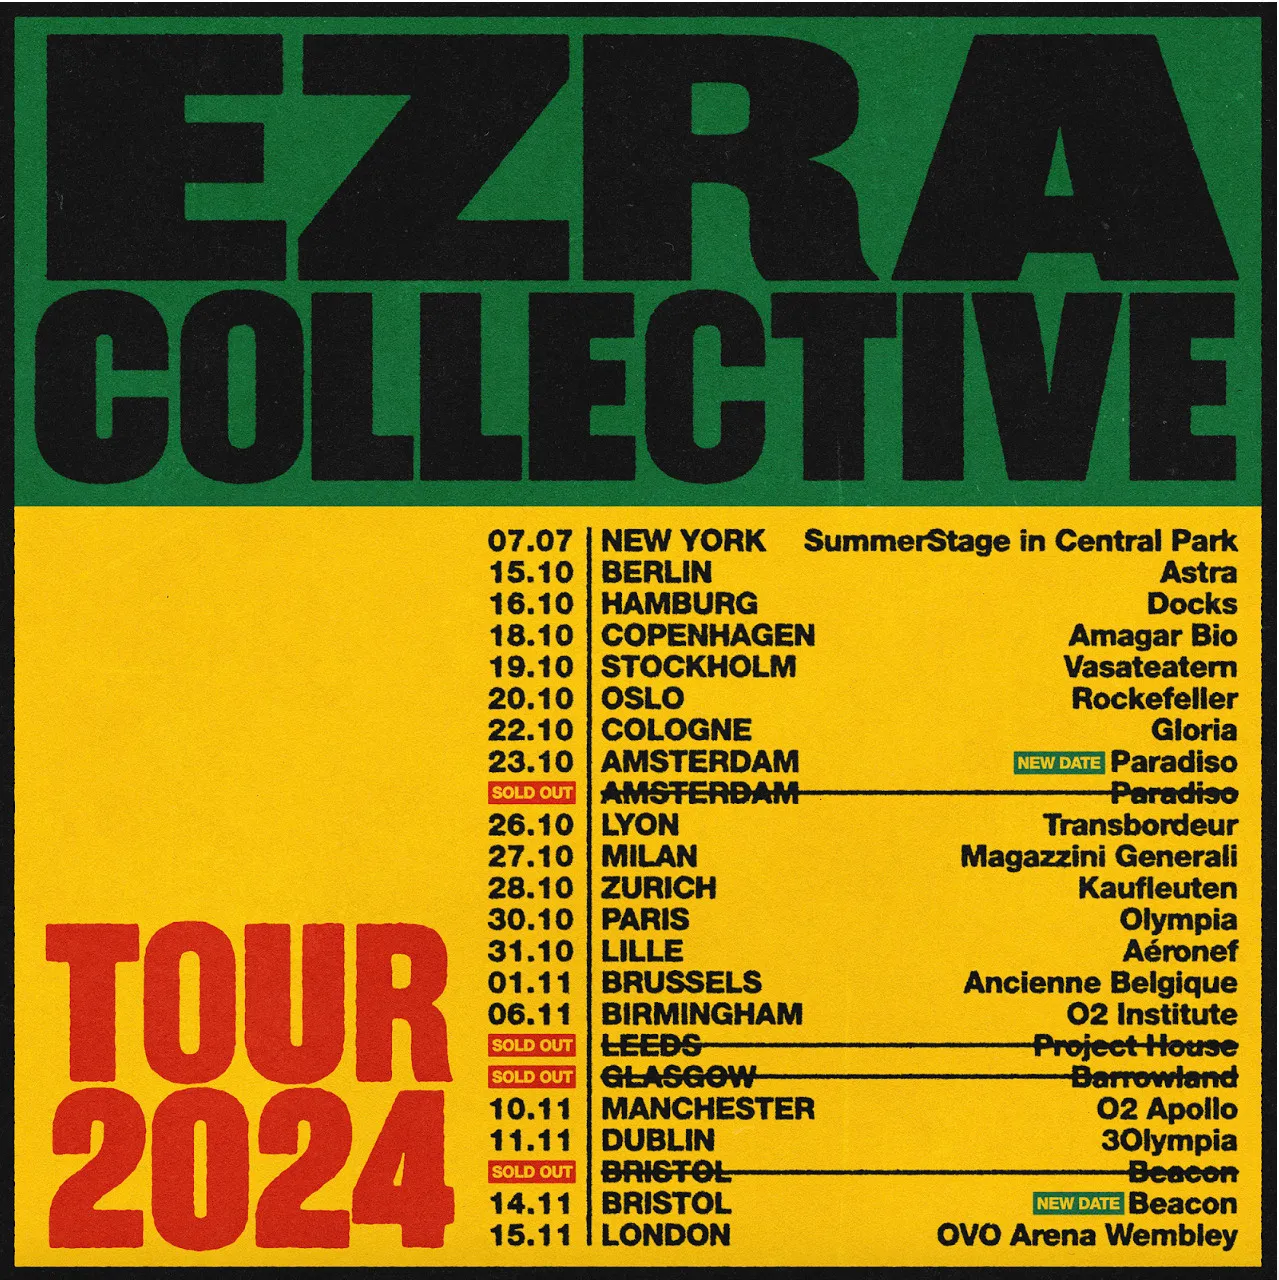 EZRA
COLLECTIVE
07.07 NEW YORK SummerStage in Central Park
15.10 BERLIN Astra
16.10 HAMBURG Docks
18.10 COPENHAGEN Amagar Bio
19.10 STOCKHOLM Vasateatern
20.10 OSLO Rockefeller
22.10 COLOGNE Gloria
23.10 AMSTERDAM NEW DATE Paradiso
SOLD OUT AMSTERDAM Paradiso
26.10 LYON Transbordeur
27.10 MILAN Magazzini Generali
28.10 ZURICH Kaufleuten
30.10 PARIS Olympia
31.10 LILLE Aéronef
01.11 BRUSSELS Ancienne Belgique
06.11 BIRMINGHAM O2 Institute
SOLD OUT LEEDS Project House
SOLD OUT GLASGOW Barrowland
10.11 MANCHESTER O2 Apollo
11.11 DUBLIN 3Olympia
SOLD OUT BRISTOL Beacon
14.11 BRISTOL NEW DATE Beacon
15.11 LONDON OVO Arena Wembley
TOUR
2024